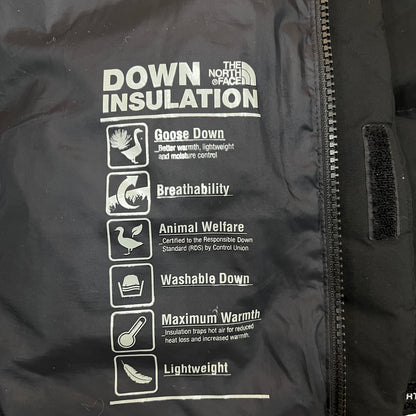 DOWN
INSULATION
THE
NORTH
FACE
Goose Down
Better warmth, lightweight
and moisture control
Breathability
Animal Welfare
Certified to the Responsible Down
Standard (RDS) by Control Union
Washable Down
Maximum Warmth
Insulation traps hot air for reduced
heat loss and increased warmth.
Lightweight